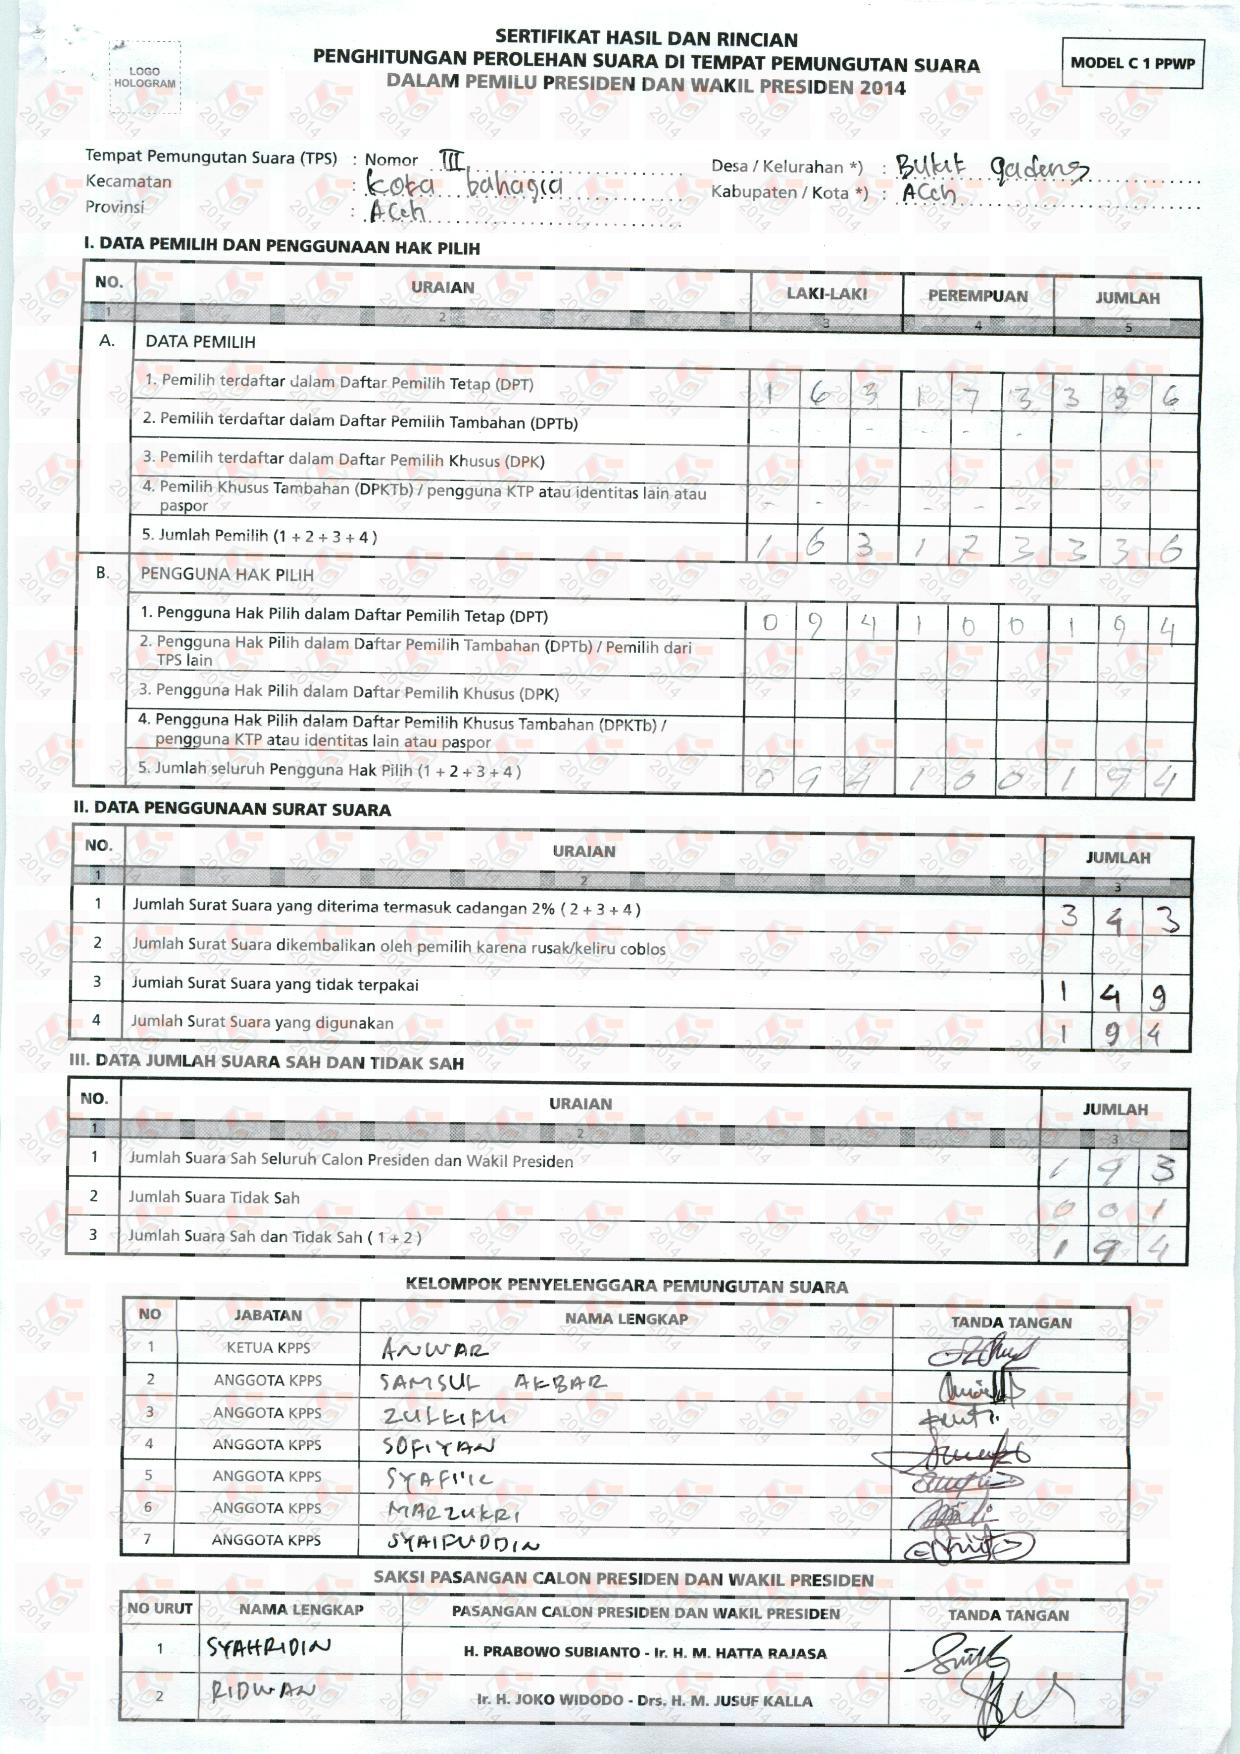 SERTIFIKAT HASIL DAN RINCIAN
PENGHITUNGAN PEROLEHAN SUARA DI TEMPAT PEMUNGUTAN SUARA
DALAM PEMILU PRESIDEN DAN WAKIL PRESIDEN 2014
LOGO
HOLOGRAM
MODEL C 1 PPWP
Tempat Pemungutan Suara (TPS) : Nomor III
Desa / Kelurahan *) : Bukit gadeng
Kecamatan : kota bahagia
Kabupaten / Kota *) : ACeh
Provinsi : ACeh
I. DATA PEMILIH DAN PENGGUNAAN HAK PILIH
NO. URAIAN LAKI-LAKI PEREMPUAN JUMLAH
1 2 3 4 5
A. DATA PEMILIH
1. Pemilih terdaftar dalam Daftar Pemilih Tetap (DPT) 1 6 3 1 7 3 3 3 6
2. Pemilih terdaftar dalam Daftar Pemilih Tambahan (DPTb) - - - - - -
3. Pemilih terdaftar dalam Daftar Pemilih Khusus (DPK)
4. Pemilih Khusus Tambahan (DPKTb) / pengguna KTP atau identitas lain atau
paspor - - - - - -
5. Jumlah Pemilih (1 + 2 + 3 + 4 ) 1 6 3 1 7 3 3 3 6
B. PENGGUNA HAK PILIH
1. Pengguna Hak Pilih dalam Daftar Pemilih Tetap (DPT) 0 9 4 1 0 0 1 9 4
2. Pengguna Hak Pilih dalam Daftar Pemilih Tambahan (DPTb) / Pemilih dari
TPS lain
3. Pengguna Hak Pilih dalam Daftar Pemilih Khusus (DPK)
4. Pengguna Hak Pilih dalam Daftar Pemilih Khusus Tambahan (DPKTb) /
pengguna KTP atau identitas lain atau paspor
5. Jumlah seluruh Pengguna Hak Pilih (1 + 2 + 3 + 4 ) 0 9 4 1 0 0 1 9 4
II. DATA PENGGUNAAN SURAT SUARA
NO. URAIAN JUMLAH
1 2 3
1 Jumlah Surat Suara yang diterima termasuk cadangan 2% ( 2 + 3 + 4 ) 3 4 3
2 Jumlah Surat Suara dikembalikan oleh pemilih karena rusak/keliru coblos
3 Jumlah Surat Suara yang tidak terpakai 1 4 9
4 Jumlah Surat Suara yang digunakan 1 9 4
III. DATA JUMLAH SUARA SAH DAN TIDAK SAH
NO. URAIAN JUMLAH
1 2 3
1 Jumlah Suara Sah Seluruh Calon Presiden dan Wakil Presiden 1 9 3
2 Jumlah Suara Tidak Sah 0 0 1
3 Jumlah Suara Sah dan Tidak Sah ( 1 + 2 ) 1 9 4
KELOMPOK PENYELENGGARA PEMUNGUTAN SUARA
NO JABATAN NAMA LENGKAP TANDA TANGAN
1 KETUA KPPS ANWAR
2 ANGGOTA KPPS SAMSUL AKBAR
3 ANGGOTA KPPS ZULKIFLI
4 ANGGOTA KPPS SOFIYAN
5 ANGGOTA KPPS
6 ANGGOTA KPPS MARZUKRI
7 ANGGOTA KPPS SYAIFUDDIN
SAKSI PASANGAN CALON PRESIDEN DAN WAKIL PRESIDEN
NO URUT NAMA LENGKAP PASANGAN CALON PRESIDEN DAN WAKIL PRESIDEN TANDA TANGAN
1 SYAHRIDIN H. PRABOWO SUBIANTO - Ir. H. M. HATTA RAJASA
2 RIDWAN Ir. H. JOKO WIDODO - Drs. H. M. JUSUF KALLA